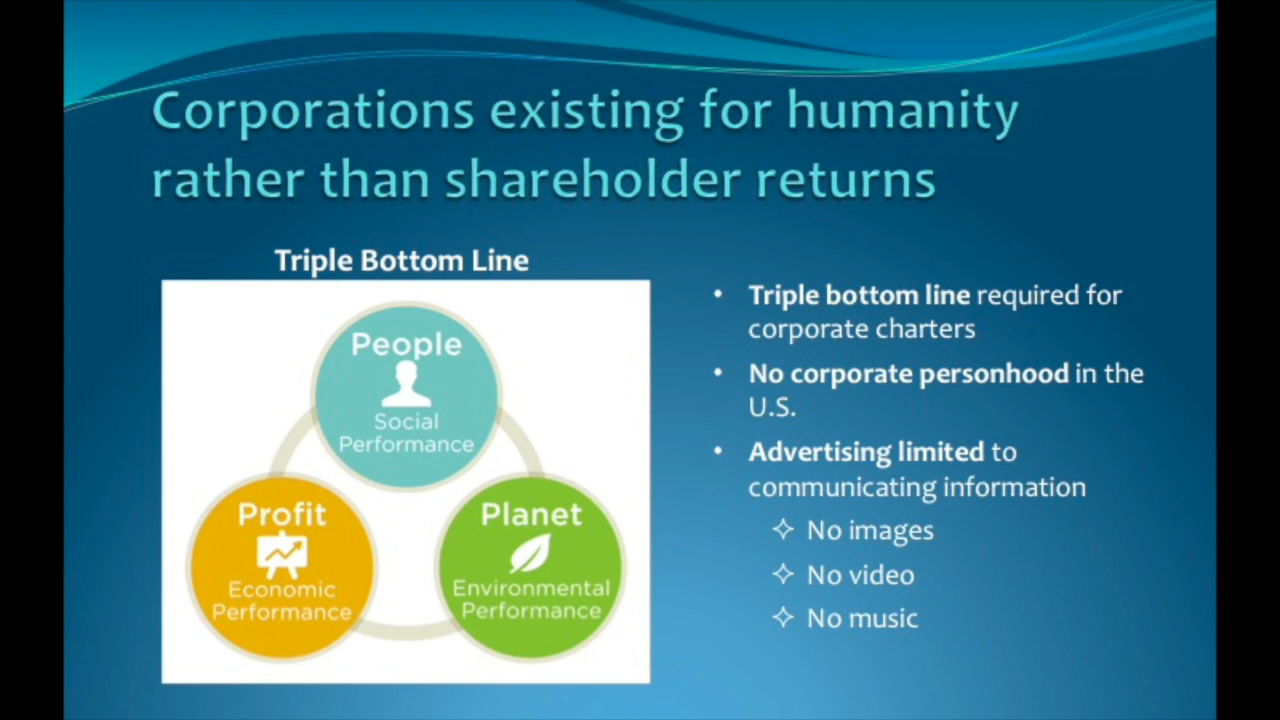 Corporations existing for humanity
rather than shareholder returns
Triple Bottom Line
People
Social
Performance
Profit
Economic
Performance
Planet
Environmental
Performance
• Triple bottom line required for
corporate charters
• No corporate personhood in the
U.S.
• Advertising limited to
communicating information
✧ No images
✧ No video
✧ No music